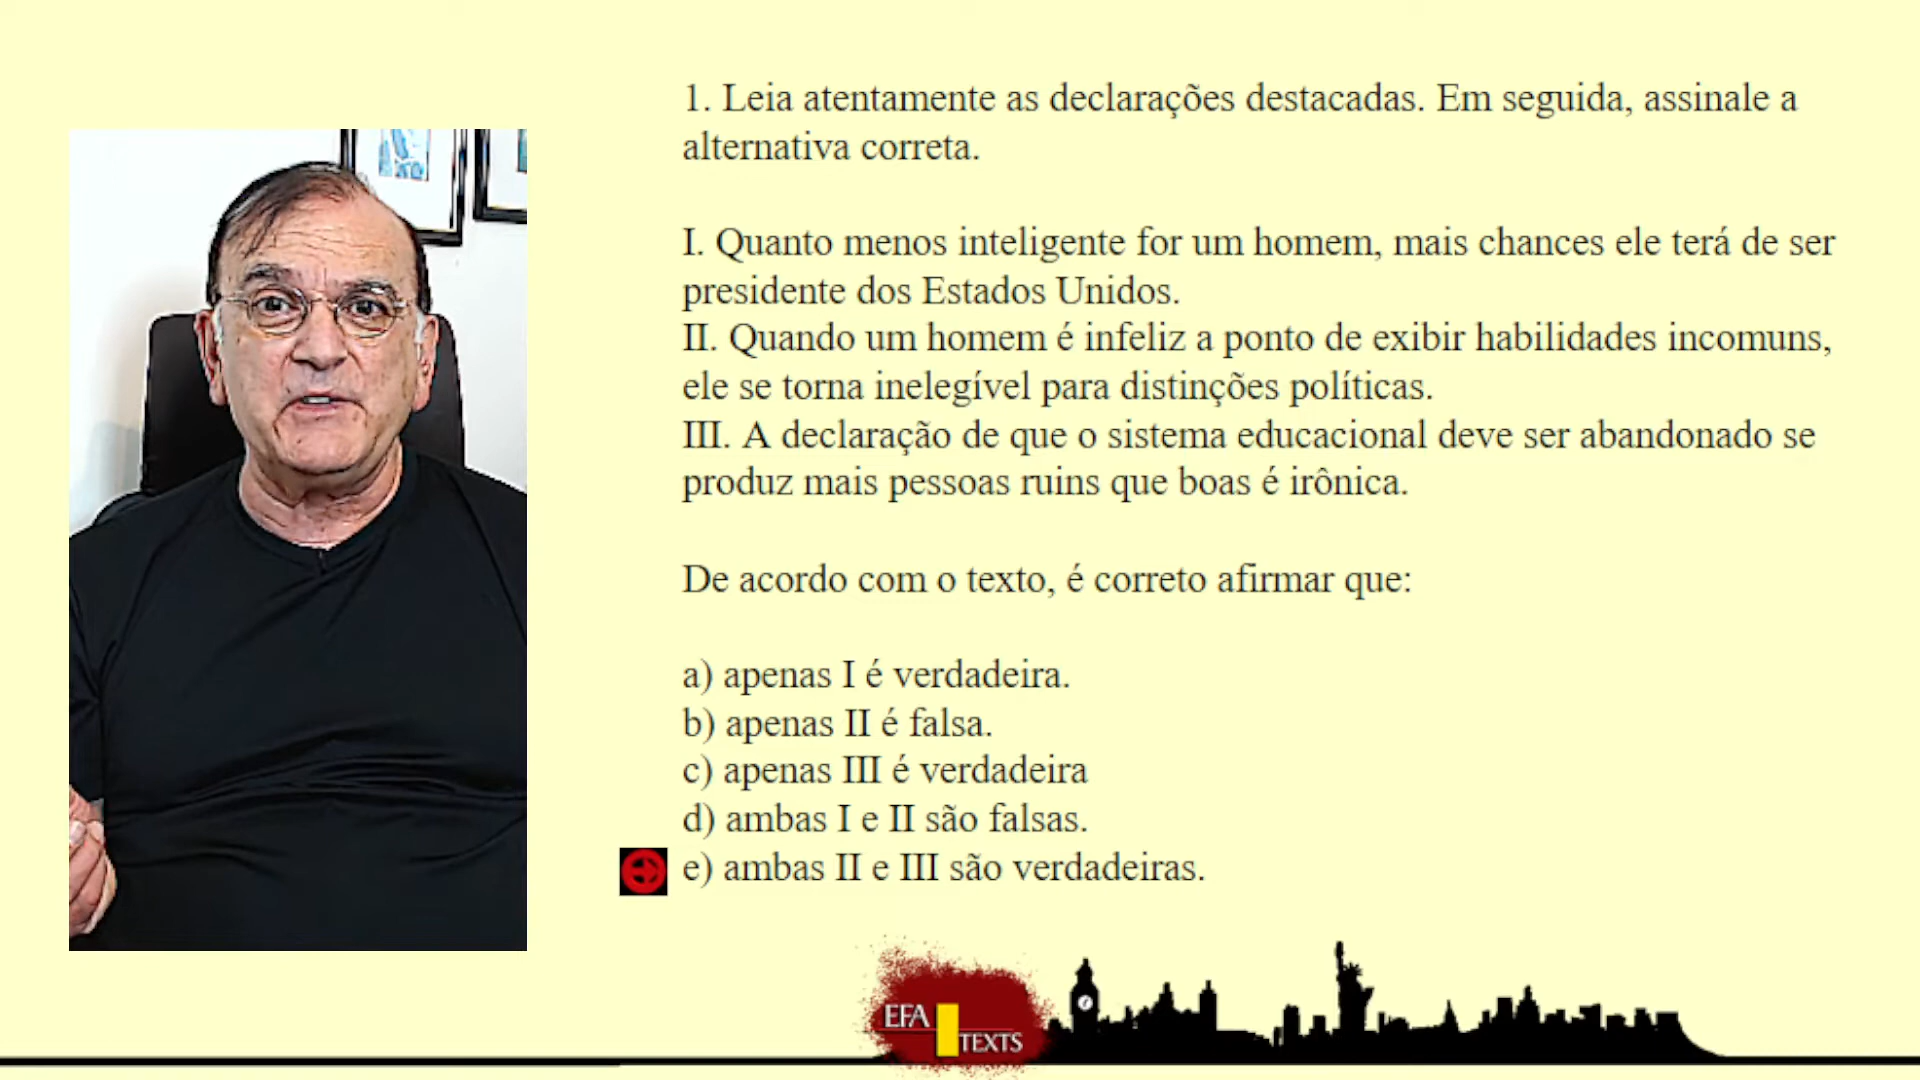 1. Leia atentamente as declarações destacadas. Em seguida, assinale a
alternativa correta.
I. Quanto menos inteligente for um homem, mais chances ele terá de ser
presidente dos Estados Unidos.
II. Quando um homem é infeliz a ponto de exibir habilidades incomuns,
ele se torna inelegível para distinções políticas.
III. A declaração de que o sistema educacional deve ser abandonado se
produz mais pessoas ruins que boas é irônica.
De acordo com o texto, é correto afirmar que:
a) apenas I é verdadeira.
b) apenas II é falsa.
c) apenas III é verdadeira
d) ambas I e II são falsas.
e) ambas II e III são verdadeiras.
EFA
TEXTS